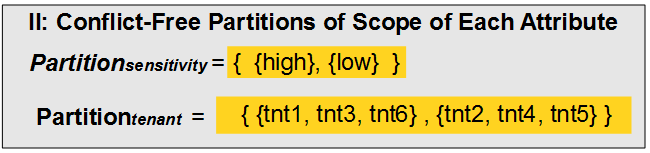 II: Conflict-Free Partitions of Scope of Each Attribute
Partitionsensitivity = { {high}, {low} }
Partitiontenant = { {tnt1, tnt3, tnt6} , {tnt2, tnt4, tnt5} }